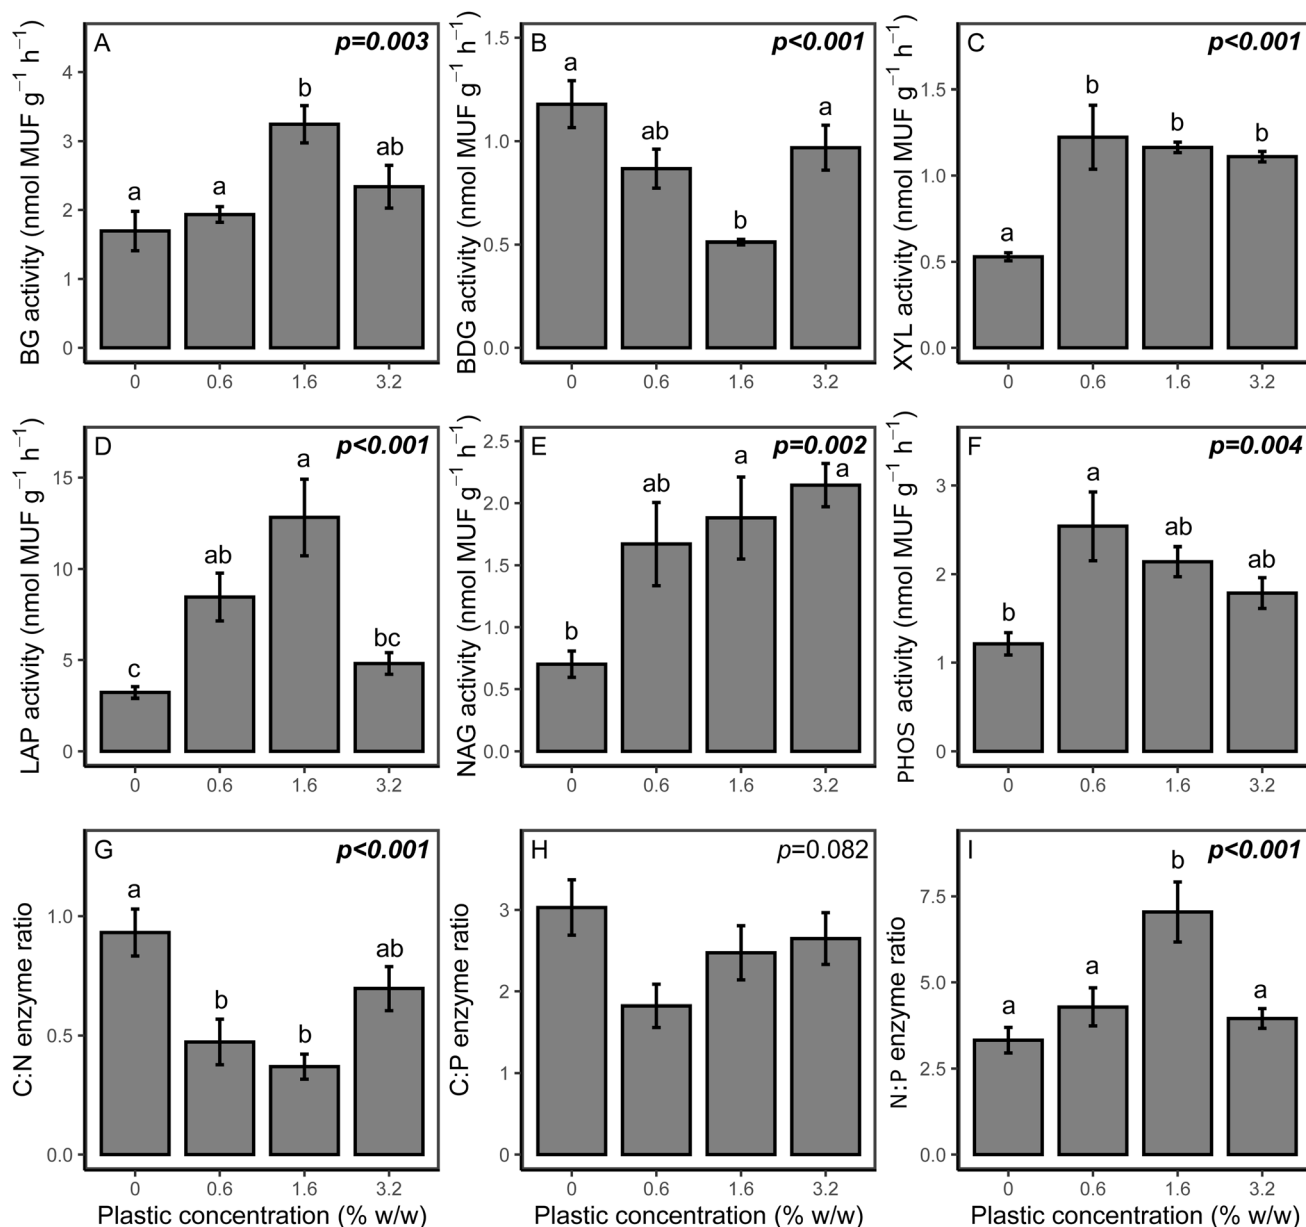 A
p=0.003
BG activity (nmol MUF g⁻¹ h⁻¹)
4
3
2
1
0
a
a
b
ab
0 0.6 1.6 3.2
B
p<0.001
BDG activity (nmol MUF g⁻¹ h⁻¹)
1.5
1.0
0.5
0.0
a
ab
b
a
0 0.6 1.6 3.2
C
p<0.001
XYL activity (nmol MUF g⁻¹ h⁻¹)
1.5
1.0
0.5
0.0
a
b
b
b
0 0.6 1.6 3.2
D
p<0.001
LAP activity (nmol MUF g⁻¹ h⁻¹)
15
10
5
0
c
ab
a
bc
0 0.6 1.6 3.2
E
p=0.002
NAG activity (nmol MUF g⁻¹ h⁻¹)
2.5
2.0
1.5
1.0
0.5
0.0
b
ab
a
a
0 0.6 1.6 3.2
F
p=0.004
PHOS activity (nmol MUF g⁻¹ h⁻¹)
3
2
1
0
b
a
ab
ab
0 0.6 1.6 3.2
G
p<0.001
C:N enzyme ratio
1.0
0.5
0.0
a
b
b
ab
0 0.6 1.6 3.2
Plastic concentration (% w/w)
H
p=0.082
C:P enzyme ratio
3
2
1
0
0 0.6 1.6 3.2
Plastic concentration (% w/w)
I
p<0.001
N:P enzyme ratio
7.5
5.0
2.5
0.0
a
a
b
a
0 0.6 1.6 3.2
Plastic concentration (% w/w)